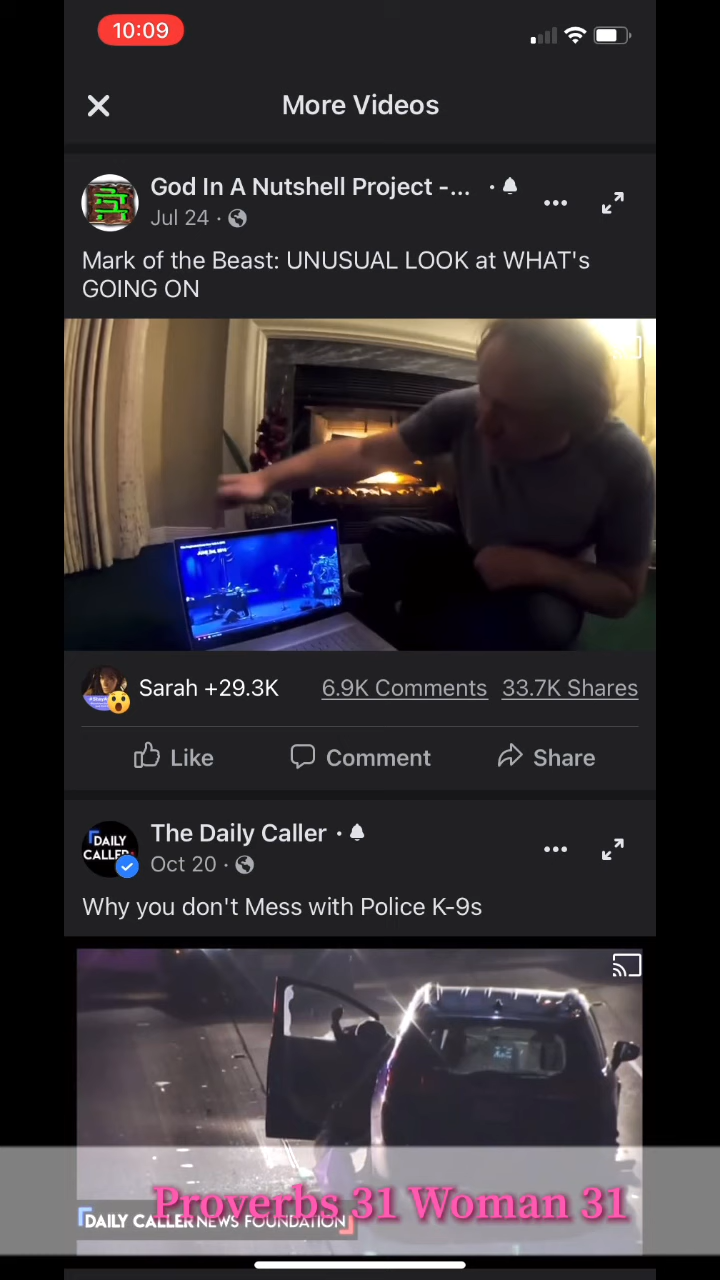 10:09
More Videos
God In A Nutshell Project -...
Jul 24
Mark of the Beast: UNUSUAL LOOK at WHAT's
GOING ON
Sarah +29.3K 6.9K Comments 33.7K Shares
Like Comment Share
DAILY
CALLER
The Daily Caller
Oct 20
Why you don't Mess with Police K-9s
Proverbs 31 Woman 31
DAILY CALLER NEWS FOUNDATION